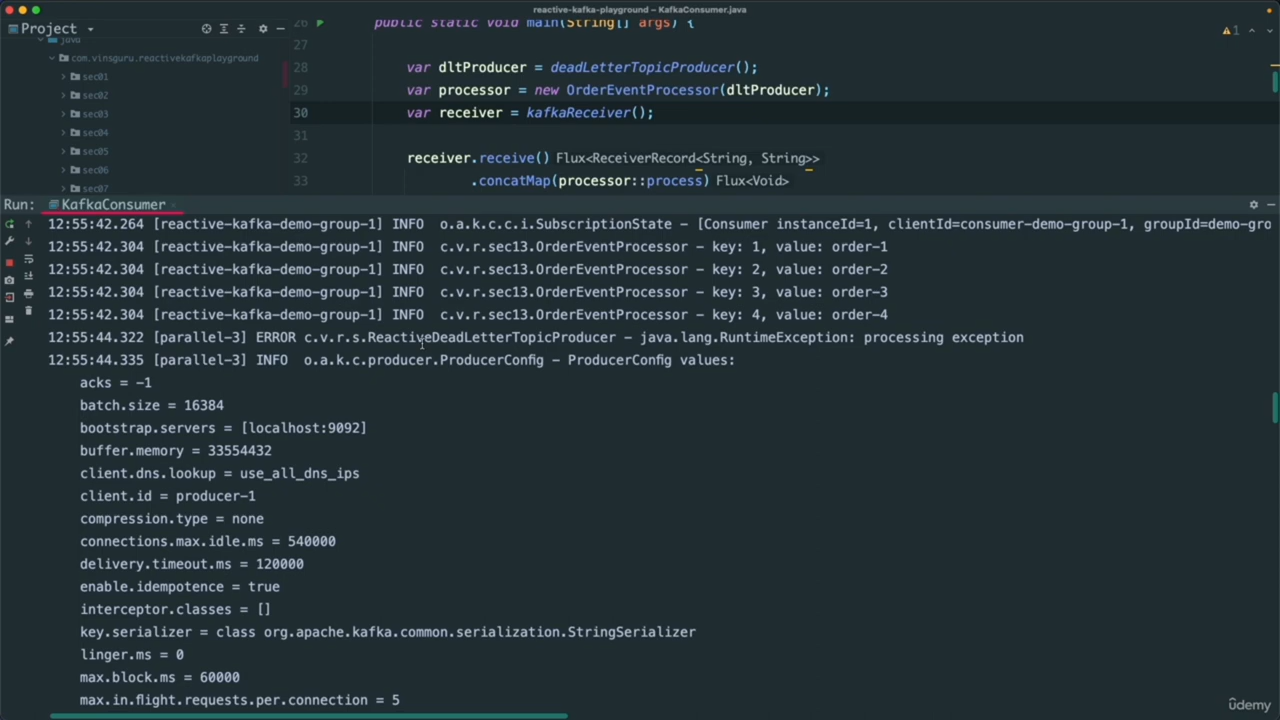 reactive-kafka-playground – KafkaConsumer.java
Project
java
com.vinsguru.reactivekafkaplayground
sec01
sec02
sec03
sec04
sec05
sec06
sec07
26 public static void main(String[] args) {
27
28 var dltProducer = deadLetterTopicProducer();
29 var processor = new OrderEventProcessor(dltProducer);
30 var receiver = kafkaReceiver();
31
32 receiver.receive() Flux<ReceiverRecord<String, String>>
33 .concatMap(processor::process) Flux<Void>
1
Run: KafkaConsumer
12:55:42.264 [reactive-kafka-demo-group-1] INFO o.a.k.c.c.i.SubscriptionState – [Consumer instanceId=1, clientId=consumer-demo-group-1, groupId=demo-gro
12:55:42.304 [reactive-kafka-demo-group-1] INFO c.v.r.sec13.OrderEventProcessor – key: 1, value: order-1
12:55:42.304 [reactive-kafka-demo-group-1] INFO c.v.r.sec13.OrderEventProcessor – key: 2, value: order-2
12:55:42.304 [reactive-kafka-demo-group-1] INFO c.v.r.sec13.OrderEventProcessor – key: 3, value: order-3
12:55:42.304 [reactive-kafka-demo-group-1] INFO c.v.r.sec13.OrderEventProcessor – key: 4, value: order-4
12:55:44.322 [parallel-3] ERROR c.v.r.s.ReactiveDeadLetterTopicProducer – java.lang.RuntimeException: processing exception
12:55:44.335 [parallel-3] INFO o.a.k.c.producer.ProducerConfig – ProducerConfig values:
acks = -1
batch.size = 16384
bootstrap.servers = [localhost:9092]
buffer.memory = 33554432
client.dns.lookup = use_all_dns_ips
client.id = producer-1
compression.type = none
connections.max.idle.ms = 540000
delivery.timeout.ms = 120000
enable.idempotence = true
interceptor.classes = []
key.serializer = class org.apache.kafka.common.serialization.StringSerializer
linger.ms = 0
max.block.ms = 60000
max.in.flight.requests.per.connection = 5
ûdemy